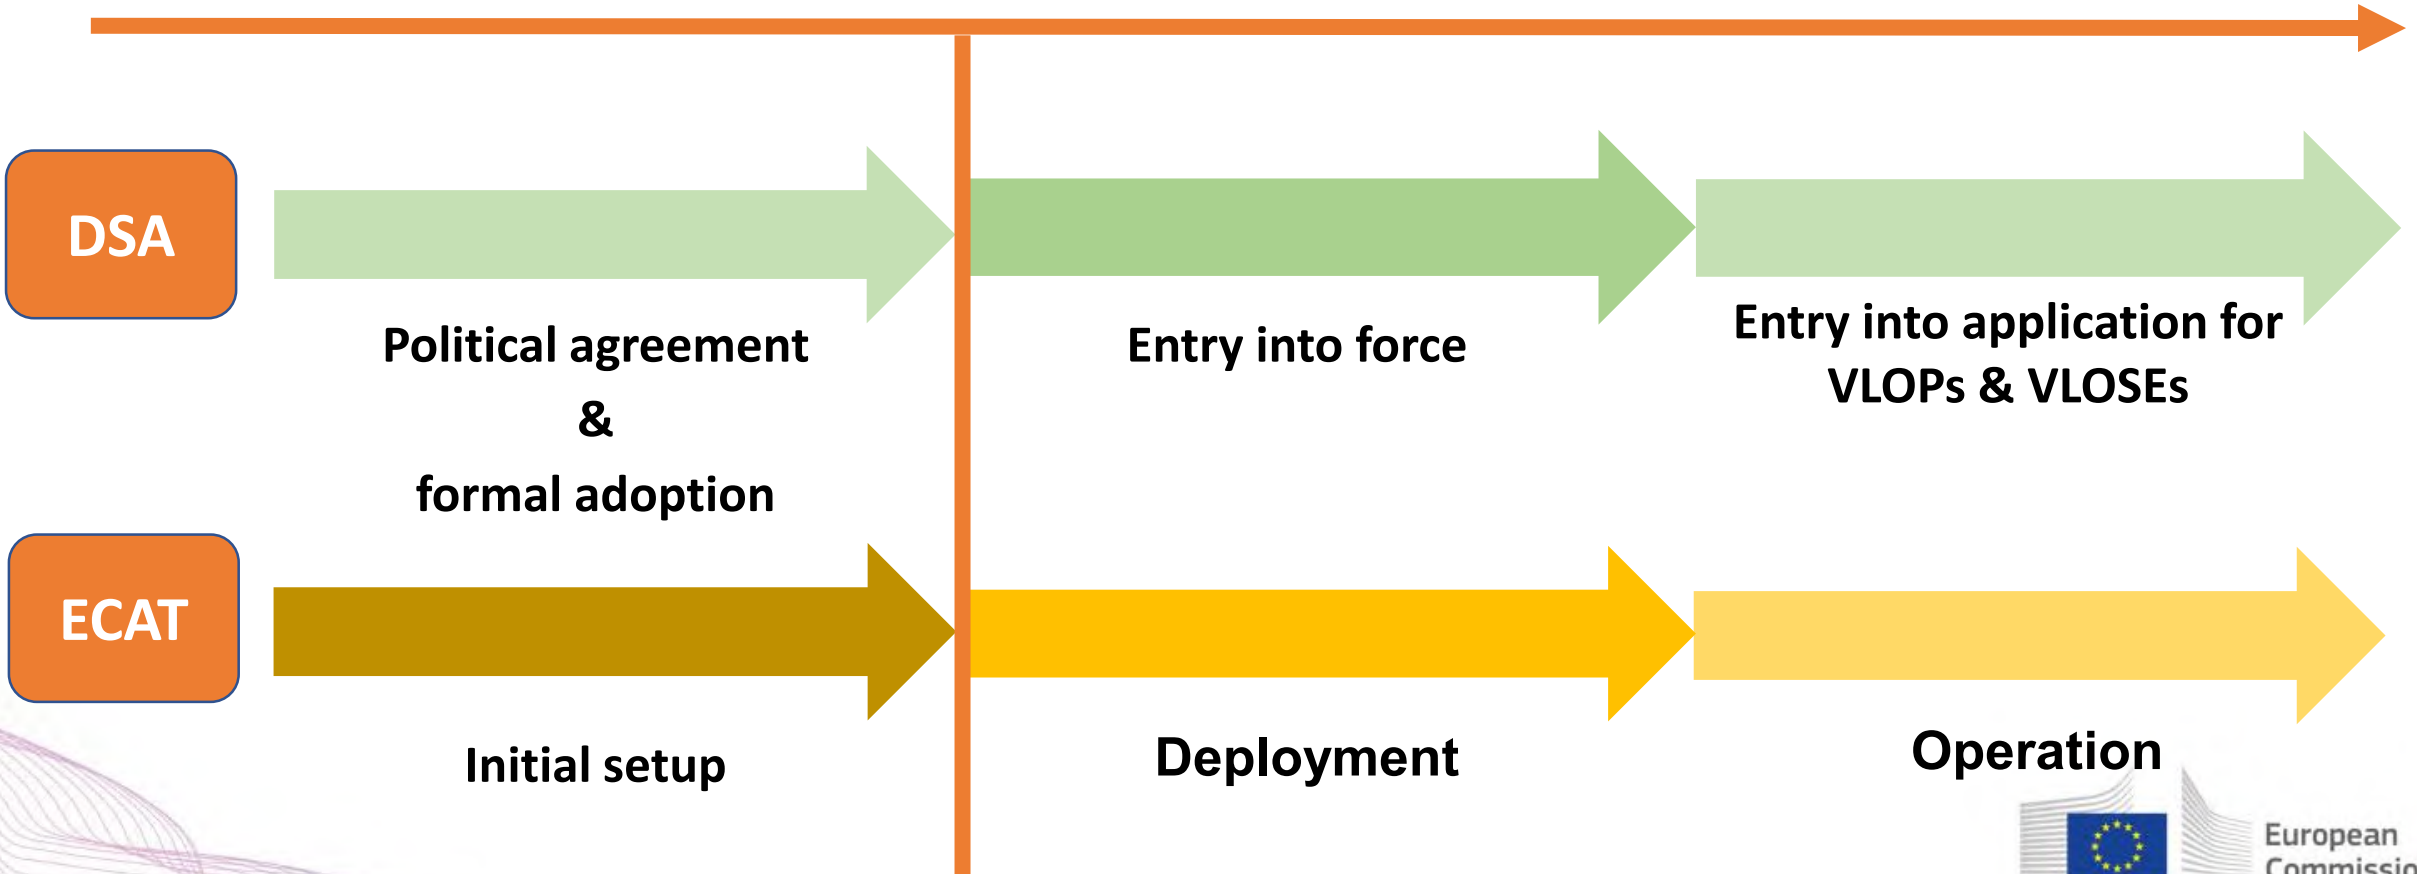 DSA
Political agreement
&
formal adoption
Entry into force
Entry into application for
VLOPs & VLOSEs
ECAT
Initial setup
Deployment
Operation
European
Commissio